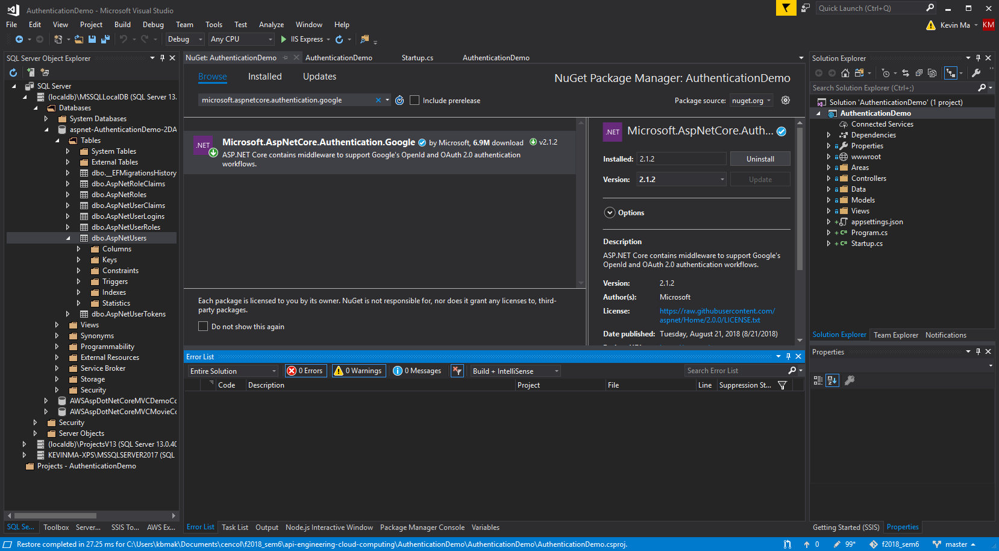 AuthenticationDemo - Microsoft Visual Studio
Quick Launch (Ctrl+Q)
File Edit View Project Build Debug Team Tools Test Analyze Window Help
Kevin Ma KM
Debug Any CPU IIS Express
SQL Server Object Explorer
SQL Server
(localdb)\MSSQLLocalDB (SQL Server 13.
Databases
System Databases
aspnet-AuthenticationDemo-2DA
Tables
System Tables
External Tables
dbo.__EFMigrationsHistory
dbo.AspNetRoleClaims
dbo.AspNetRoles
dbo.AspNetUserClaims
dbo.AspNetUserLogins
dbo.AspNetUserRoles
dbo.AspNetUsers
Columns
Keys
Constraints
Triggers
Indexes
Statistics
dbo.AspNetUserTokens
Views
Synonyms
Programmability
External Resources
Service Broker
Storage
Security
AWSAspDotNetCoreMVCDemoCo
AWSAspDotNetCoreMVCMovieCo
Security
Server Objects
(localdb)\ProjectsV13 (SQL Server 13.0.40
KEVINMA-XPS\MSSQLSERVER2017 (SQL
Projects - AuthenticationDemo
SQL Se... Toolbox Server... SSIS To... AWS Ex...
NuGet: AuthenticationDemo AuthenticationDemo Startup.cs AuthenticationDemo
Browse Installed Updates
NuGet Package Manager: AuthenticationDemo
microsoft.aspnetcore.authentication.google
Include prerelease
Package source: nuget.org
.NET
Microsoft.AspNetCore.Authentication.Google by Microsoft, 6.9M download v2.1.2
ASP.NET Core contains middleware to support Google's OpenId and OAuth 2.0 authentication
workflows.
Each package is licensed to you by its owner. NuGet is not responsible for, nor does it grant any licenses to, third-
party packages.
Do not show this again
.NET Microsoft.AspNetCore.Auth...
Installed: 2.1.2 Uninstall
Version: 2.1.2 Update
Options
Description
ASP.NET Core contains middleware to support Google's
OpenId and OAuth 2.0 authentication workflows.
Version: 2.1.2
Author(s): Microsoft
License: https://raw.githubusercontent.com/
aspnet/Home/2.0.0/LICENSE.txt
Date published: Tuesday, August 21, 2018 (8/21/2018)
Error List
Entire Solution 0 Errors 0 Warnings 0 Messages Build + IntelliSense Search Error List
Code Description Project File Line Suppression St...
Error List Task List Output Node.js Interactive Window Package Manager Console Variables
Solution Explorer
Search Solution Explorer (Ctrl+;)
Solution 'AuthenticationDemo' (1 project)
AuthenticationDemo
Connected Services
Dependencies
Properties
wwwroot
Areas
Controllers
Data
Models
Views
appsettings.json
C# Program.cs
C# Startup.cs
Solution Explorer Team Explorer Notifications
Properties
Getting Started (SSIS) Properties
Restore completed in 27.25 ms for C:\Users\kbmak\Documents\cencol\f2018_sem6\api-engineering-cloud-computing\AuthenticationDemo\AuthenticationDemo\AuthenticationDemo.csproj.
0 99* f2018_sem6 master